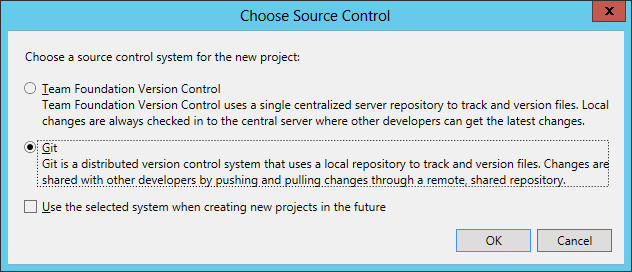 Choose Source Control
x
Choose a source control system for the new project:
Team Foundation Version Control
Team Foundation Version Control uses a single centralized server repository to track and version files. Local
changes are always checked in to the central server where other developers can get the latest changes.
Git
Git is a distributed version control system that uses a local repository to track and version files. Changes are
shared with other developers by pushing and pulling changes through a remote, shared repository.
Use the selected system when creating new projects in the future
OK
Cancel